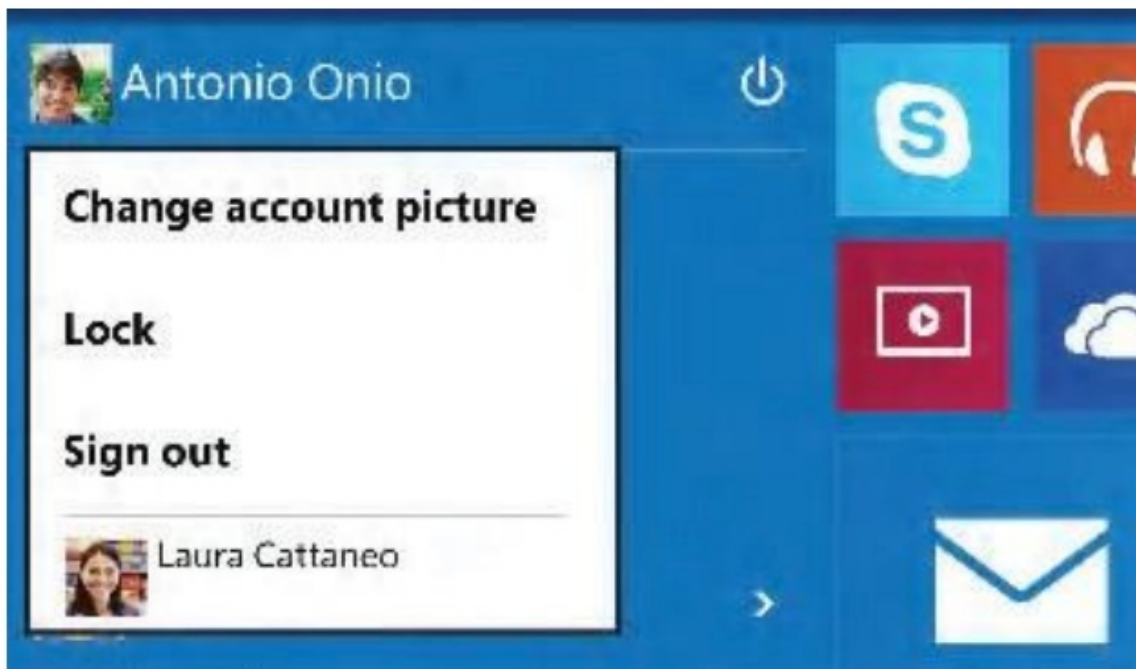 Antonio Onio
S
Change account picture
Lock
Sign out
Laura Cattaneo